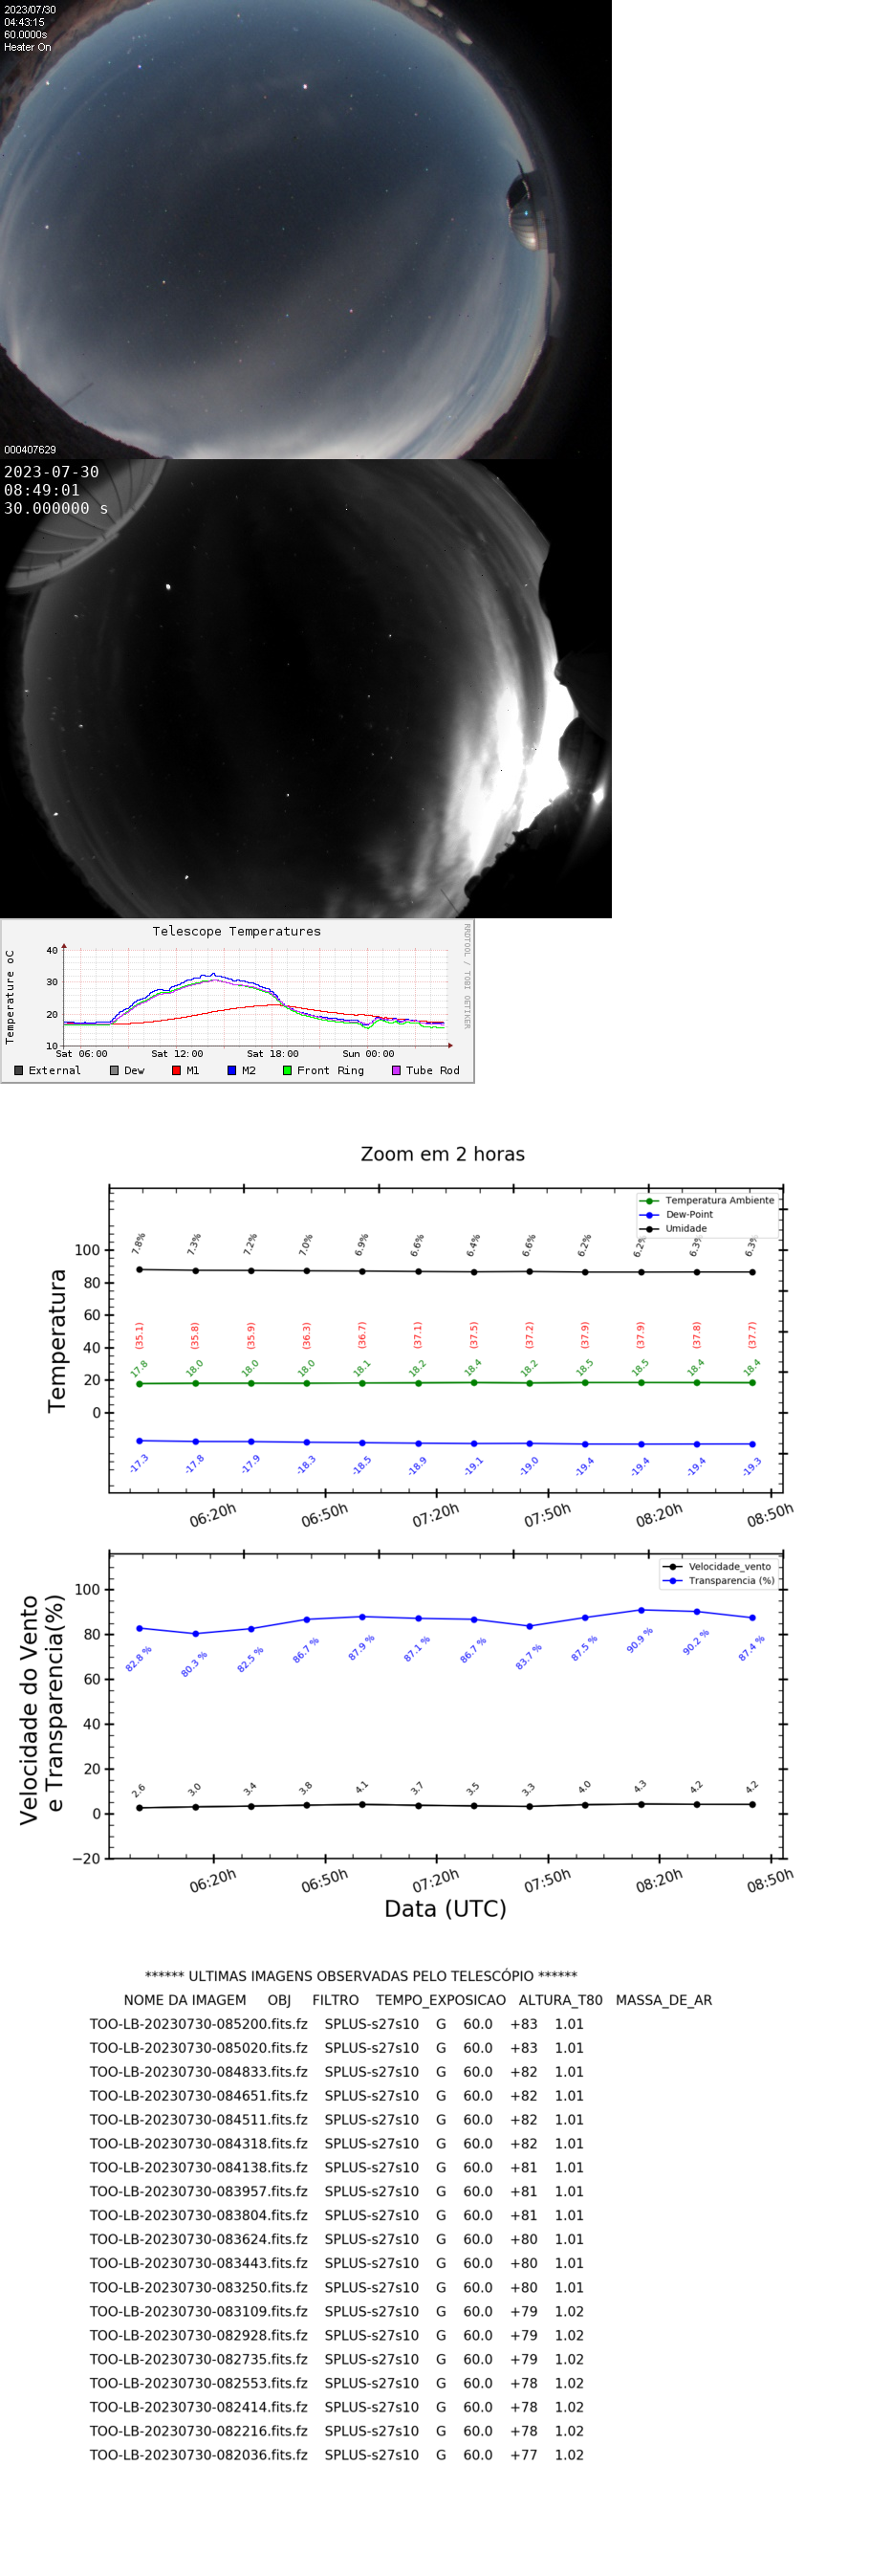 2023/07/30
04:43:15
60.0000s
Heater On
000407629
2023-07-30
08:49:01
30.000000 s
Telescope Temperatures
RRDTOOL / TOBI OETIKER
Temperature oC
40
30
20
10
Sat 06:00 Sat 12:00 Sat 18:00 Sun 00:00
External Dew M1 M2 Front Ring Tube Rod
Zoom em 2 horas
Temperatura Ambiente
Dew-Point
Umidade
Temperatura
100
80
60
40
20
0
7.8% 7.3% 7.2% 7.0% 6.9% 6.6% 6.4% 6.6% 6.2% 6.2% 6.3% 6.3%
(35.1) (35.8) (35.9) (36.3) (36.7) (37.1) (37.5) (37.2) (37.9) (37.9) (37.8) (37.7)
17.8 18.0 18.0 18.0 18.1 18.2 18.4 18.2 18.5 18.5 18.4 18.4
-17.3 -17.8 -17.9 -18.3 -18.5 -18.9 -19.1 -19.0 -19.4 -19.4 -19.4 -19.3
06:20h 06:50h 07:20h 07:50h 08:20h 08:50h
Velocidade_vento
Transparencia (%)
Velocidade do Vento
e Transparencia(%)
100
80
60
40
20
0
−20
82.8 % 80.3 % 82.5 % 86.7 % 87.9 % 87.1 % 86.7 % 83.7 % 87.5 % 90.9 % 90.2 % 87.4 %
2.6 3.0 3.4 3.8 4.1 3.7 3.5 3.3 4.0 4.3 4.2 4.2
06:20h 06:50h 07:20h 07:50h 08:20h 08:50h
Data (UTC)
****** ULTIMAS IMAGENS OBSERVADAS PELO TELESCÓPIO ******
NOME DA IMAGEM OBJ FILTRO TEMPO_EXPOSICAO ALTURA_T80 MASSA_DE_AR
TOO-LB-20230730-085200.fits.fz SPLUS-s27s10 G 60.0 +83 1.01
TOO-LB-20230730-085020.fits.fz SPLUS-s27s10 G 60.0 +83 1.01
TOO-LB-20230730-084833.fits.fz SPLUS-s27s10 G 60.0 +82 1.01
TOO-LB-20230730-084651.fits.fz SPLUS-s27s10 G 60.0 +82 1.01
TOO-LB-20230730-084511.fits.fz SPLUS-s27s10 G 60.0 +82 1.01
TOO-LB-20230730-084318.fits.fz SPLUS-s27s10 G 60.0 +82 1.01
TOO-LB-20230730-084138.fits.fz SPLUS-s27s10 G 60.0 +81 1.01
TOO-LB-20230730-083957.fits.fz SPLUS-s27s10 G 60.0 +81 1.01
TOO-LB-20230730-083804.fits.fz SPLUS-s27s10 G 60.0 +81 1.01
TOO-LB-20230730-083624.fits.fz SPLUS-s27s10 G 60.0 +80 1.01
TOO-LB-20230730-083443.fits.fz SPLUS-s27s10 G 60.0 +80 1.01
TOO-LB-20230730-083250.fits.fz SPLUS-s27s10 G 60.0 +80 1.01
TOO-LB-20230730-083109.fits.fz SPLUS-s27s10 G 60.0 +79 1.02
TOO-LB-20230730-082928.fits.fz SPLUS-s27s10 G 60.0 +79 1.02
TOO-LB-20230730-082735.fits.fz SPLUS-s27s10 G 60.0 +79 1.02
TOO-LB-20230730-082553.fits.fz SPLUS-s27s10 G 60.0 +78 1.02
TOO-LB-20230730-082414.fits.fz SPLUS-s27s10 G 60.0 +78 1.02
TOO-LB-20230730-082216.fits.fz SPLUS-s27s10 G 60.0 +78 1.02
TOO-LB-20230730-082036.fits.fz SPLUS-s27s10 G 60.0 +77 1.02